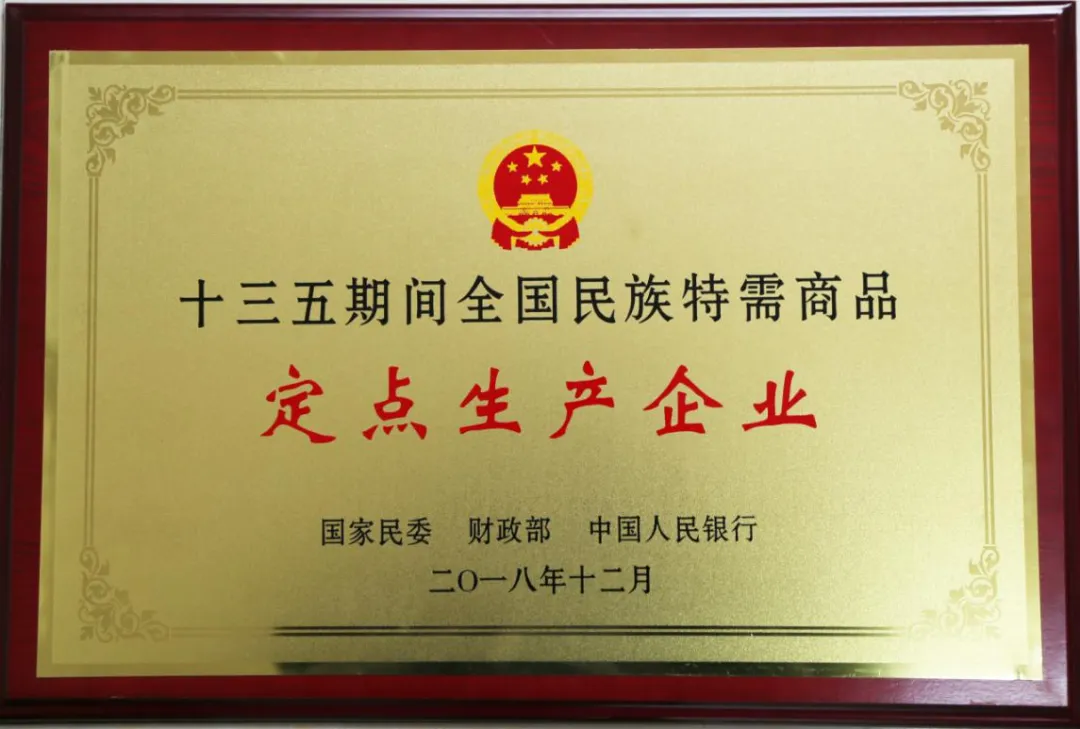 十三五期间全国民族特需商品
定点生产企业
国家民委 财政部 中国人民银行
二〇一八年十二月